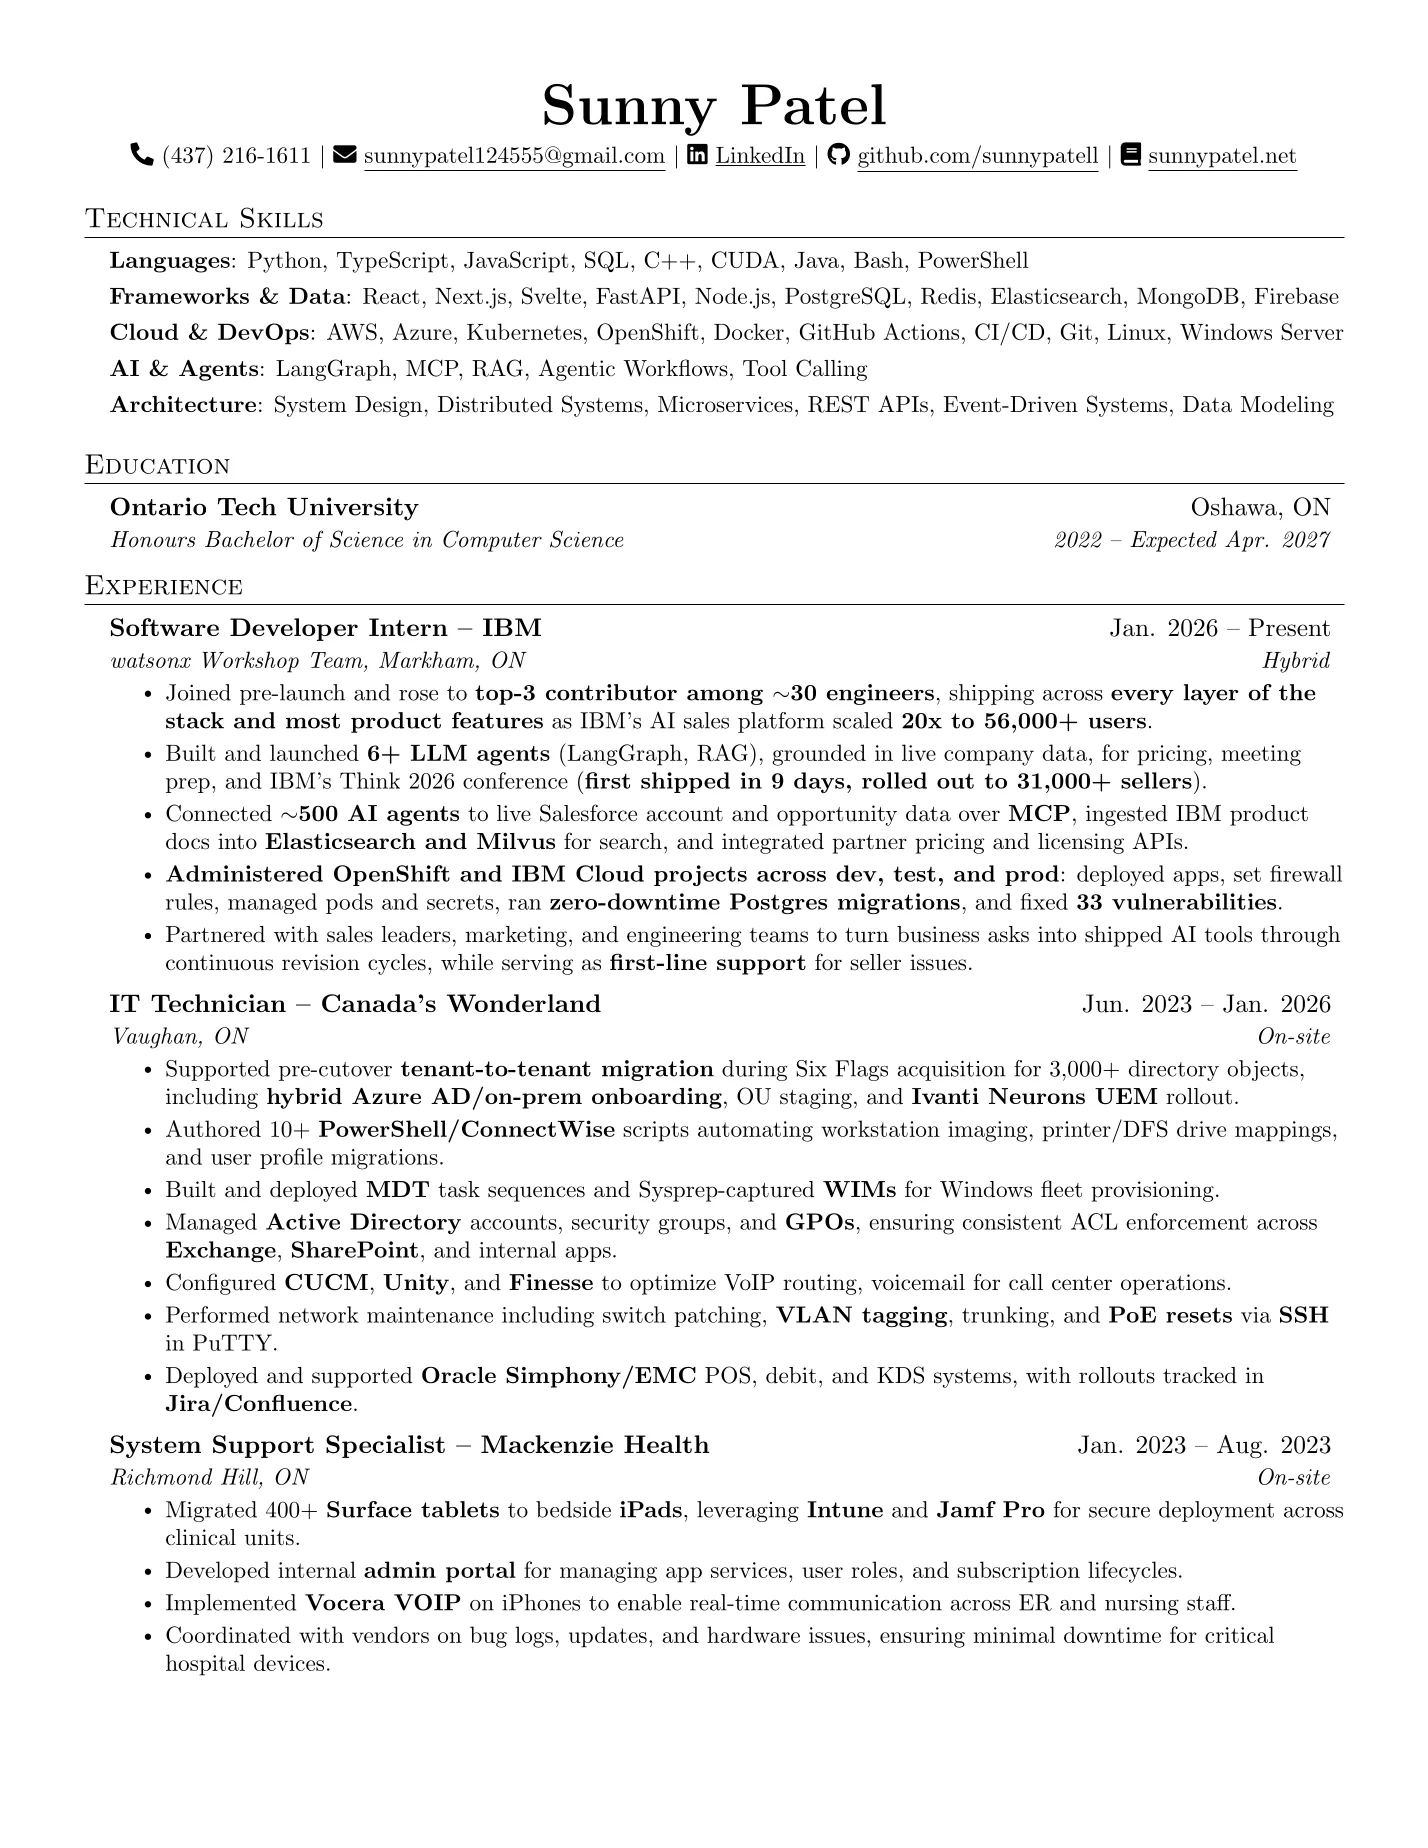 Sunny Patel
(437) 216-1611 | sunnypatel124555@gmail.com | LinkedIn | github.com/sunnypatell | sunnypatel.net
Technical Skills
Languages: Python, TypeScript, JavaScript, SQL, C++, CUDA, Java, Bash, PowerShell
Frameworks & Data: React, Next.js, Svelte, FastAPI, Node.js, PostgreSQL, Redis, Elasticsearch, MongoDB, Firebase
Cloud & DevOps: AWS, Azure, Kubernetes, OpenShift, Docker, GitHub Actions, CI/CD, Git, Linux, Windows Server
AI & Agents: LangGraph, MCP, RAG, Agentic Workflows, Tool Calling
Architecture: System Design, Distributed Systems, Microservices, REST APIs, Event-Driven Systems, Data Modeling
Education
Ontario Tech University Oshawa, ON
Honours Bachelor of Science in Computer Science 2022 – Expected Apr. 2027
Experience
Software Developer Intern – IBM Jan. 2026 – Present
watsonx Workshop Team, Markham, ON Hybrid
• Joined pre-launch and rose to top-3 contributor among ~30 engineers, shipping across every layer of the
stack and most product features as IBM's AI sales platform scaled 20x to 56,000+ users.
• Built and launched 6+ LLM agents (LangGraph, RAG), grounded in live company data, for pricing, meeting
prep, and IBM's Think 2026 conference (first shipped in 9 days, rolled out to 31,000+ sellers).
• Connected ~500 AI agents to live Salesforce account and opportunity data over MCP, ingested IBM product
docs into Elasticsearch and Milvus for search, and integrated partner pricing and licensing APIs.
• Administered OpenShift and IBM Cloud projects across dev, test, and prod: deployed apps, set firewall
rules, managed pods and secrets, ran zero-downtime Postgres migrations, and fixed 33 vulnerabilities.
• Partnered with sales leaders, marketing, and engineering teams to turn business asks into shipped AI tools through
continuous revision cycles, while serving as first-line support for seller issues.
IT Technician – Canada's Wonderland Jun. 2023 – Jan. 2026
Vaughan, ON On-site
• Supported pre-cutover tenant-to-tenant migration during Six Flags acquisition for 3,000+ directory objects,
including hybrid Azure AD/on-prem onboarding, OU staging, and Ivanti Neurons UEM rollout.
• Authored 10+ PowerShell/ConnectWise scripts automating workstation imaging, printer/DFS drive mappings,
and user profile migrations.
• Built and deployed MDT task sequences and Sysprep-captured WIMs for Windows fleet provisioning.
• Managed Active Directory accounts, security groups, and GPOs, ensuring consistent ACL enforcement across
Exchange, SharePoint, and internal apps.
• Configured CUCM, Unity, and Finesse to optimize VoIP routing, voicemail for call center operations.
• Performed network maintenance including switch patching, VLAN tagging, trunking, and PoE resets via SSH
in PuTTY.
• Deployed and supported Oracle Simphony/EMC POS, debit, and KDS systems, with rollouts tracked in
Jira/Confluence.
System Support Specialist – Mackenzie Health Jan. 2023 – Aug. 2023
Richmond Hill, ON On-site
• Migrated 400+ Surface tablets to bedside iPads, leveraging Intune and Jamf Pro for secure deployment across
clinical units.
• Developed internal admin portal for managing app services, user roles, and subscription lifecycles.
• Implemented Vocera VOIP on iPhones to enable real-time communication across ER and nursing staff.
• Coordinated with vendors on bug logs, updates, and hardware issues, ensuring minimal downtime for critical
hospital devices.